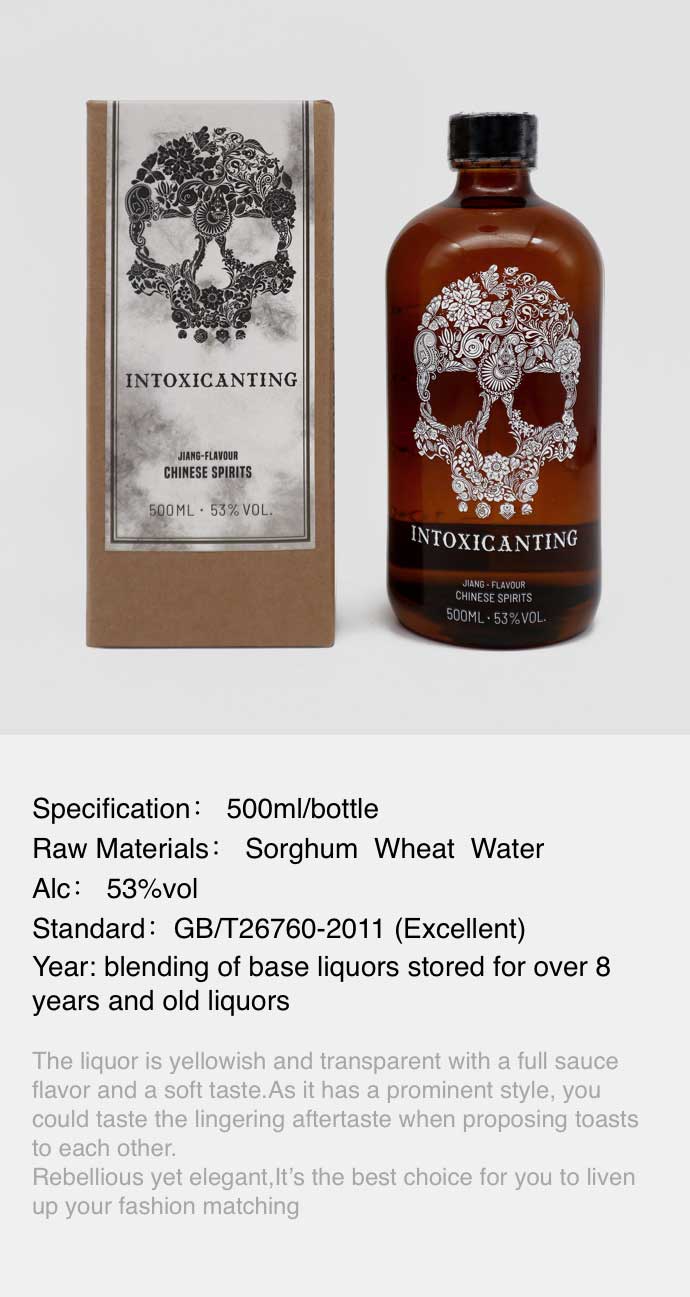 INTOXICANTING
JIANG-FLAVOUR
CHINESE SPIRITS
500ML · 53%VOL.
INTOXICANTING
JIANG - FLAVOUR
CHINESE SPIRITS
500ML · 53%VOL.
Specification： 500ml/bottle
Raw Materials： Sorghum Wheat Water
Alc： 53%vol
Standard：GB/T26760-2011 (Excellent)
Year: blending of base liquors stored for over 8
years and old liquors
The liquor is yellowish and transparent with a full sauce
flavor and a soft taste.As it has a prominent style, you
could taste the lingering aftertaste when proposing toasts
to each other.
Rebellious yet elegant,It’s the best choice for you to liven
up your fashion matching